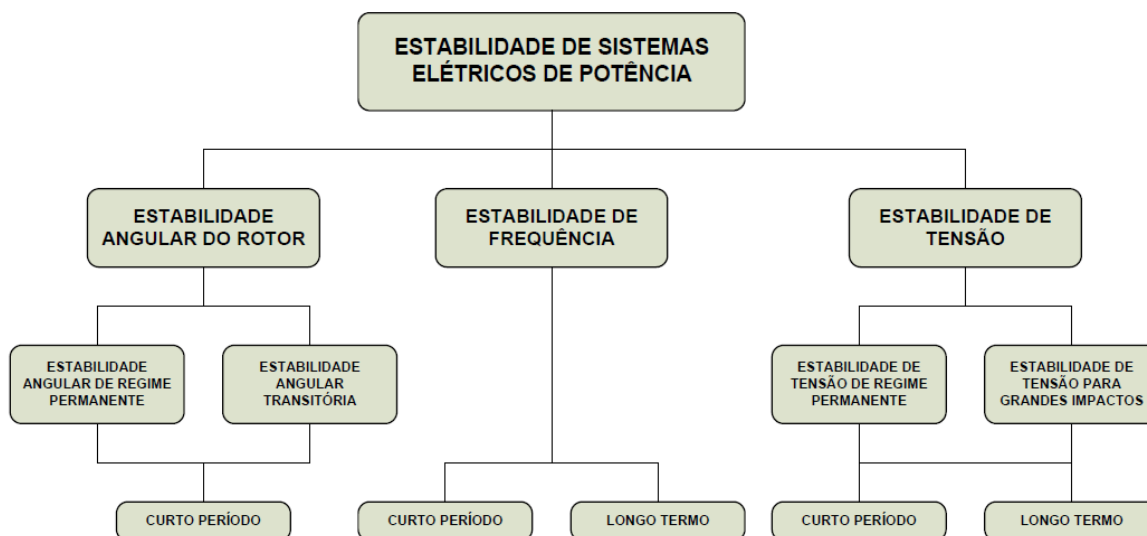 ESTABILIDADE DE SISTEMAS
ELÉTRICOS DE POTÊNCIA
ESTABILIDADE
ANGULAR DO ROTOR
ESTABILIDADE DE
FREQUÊNCIA
ESTABILIDADE DE
TENSÃO
ESTABILIDADE
ANGULAR DE REGIME
PERMANENTE
ESTABILIDADE
ANGULAR
TRANSITÓRIA
ESTABILIDADE DE
TENSÃO DE REGIME
PERMANENTE
ESTABILIDADE DE
TENSÃO PARA
GRANDES IMPACTOS
CURTO PERÍODO
CURTO PERÍODO
LONGO TERMO
CURTO PERÍODO
LONGO TERMO